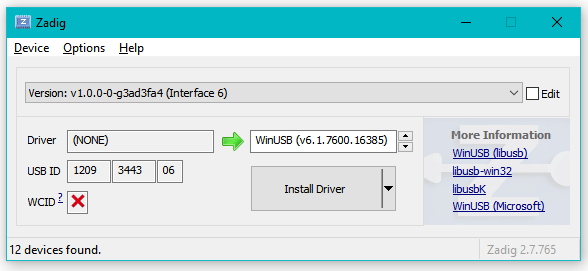 Zadig
Device Options Help
Version: v1.0.0-0-g3ad3fa4 (Interface 6)
Edit
Driver (NONE) WinUSB (v6.1.7600.16385)
USB ID 1209 3443 06
WCID ?
Install Driver
More Information
WinUSB (libusb)
libusb-win32
libusbK
WinUSB (Microsoft)
12 devices found.
Zadig 2.7.765